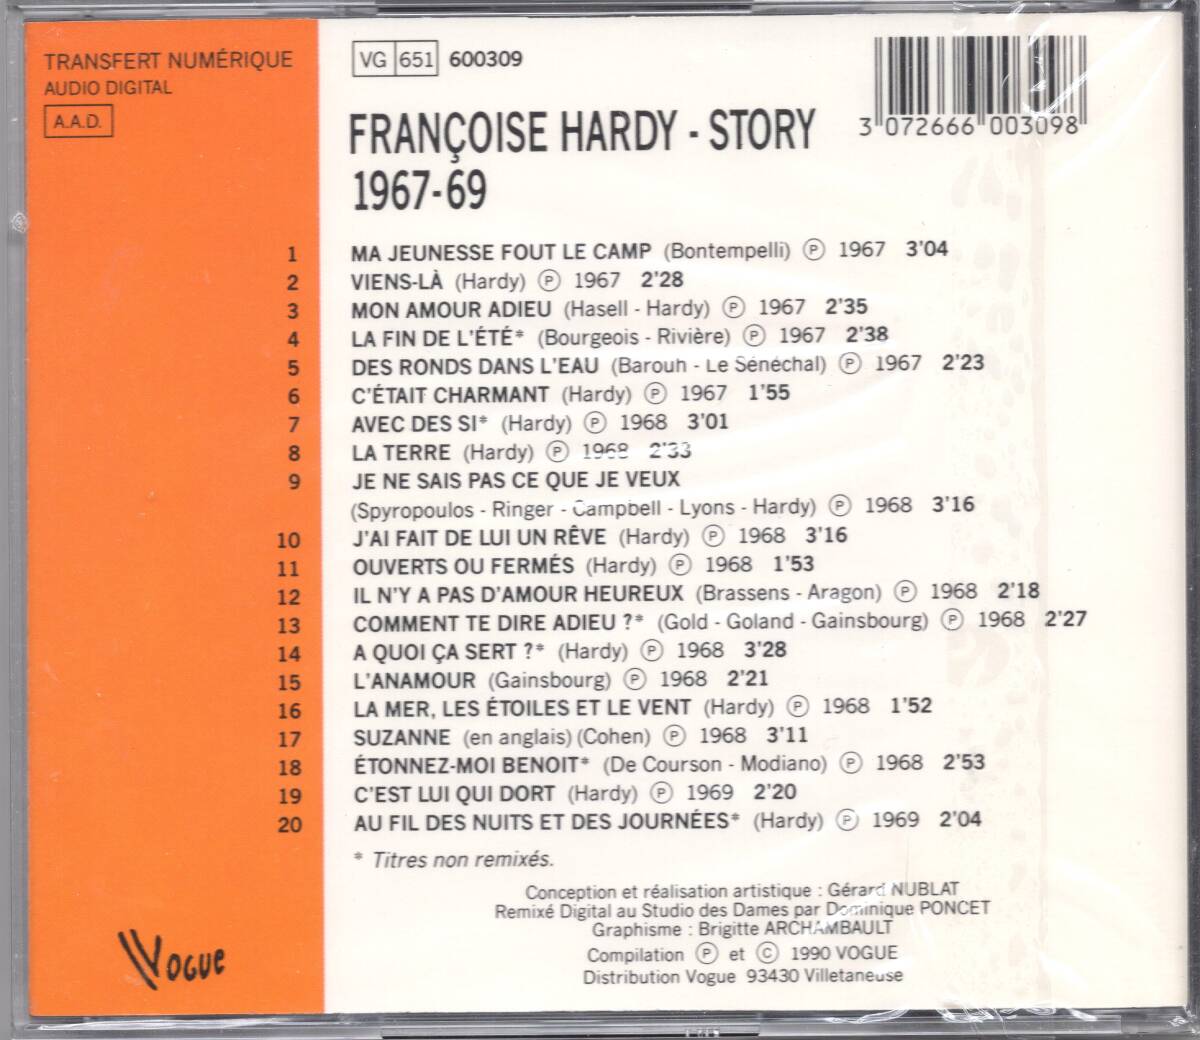 TRANSFERT NUMÉRIQUE
AUDIO DIGITAL
A.A.D.
VG 651 600309
3 072666 003098
FRANÇOISE HARDY - STORY
1967-69
1 MA JEUNESSE FOUT LE CAMP (Bontempelli) Ⓟ 1967 3'04
2 VIENS-LÀ (Hardy) Ⓟ 1967 2'28
3 MON AMOUR ADIEU (Hasell - Hardy) Ⓟ 1967 2'35
4 LA FIN DE L'ÉTÉ* (Bourgeois - Rivière) Ⓟ 1967 2'38
5 DES RONDS DANS L'EAU (Barouh - Le Sénéchal) Ⓟ 1967 2'23
6 C'ÉTAIT CHARMANT (Hardy) Ⓟ 1967 1'55
7 AVEC DES SI* (Hardy) Ⓟ 1968 3'01
8 LA TERRE (Hardy) Ⓟ 1968 2'33
9 JE NE SAIS PAS CE QUE JE VEUX
(Spyropoulos - Ringer - Campbell - Lyons - Hardy) Ⓟ 1968 3'16
10 J'AI FAIT DE LUI UN RÊVE (Hardy) Ⓟ 1968 3'16
11 OUVERTS OU FERMÉS (Hardy) Ⓟ 1968 1'53
12 IL N'Y A PAS D'AMOUR HEUREUX (Brassens - Aragon) Ⓟ 1968 2'18
13 COMMENT TE DIRE ADIEU ?* (Gold - Goland - Gainsbourg) Ⓟ 1968 2'27
14 A QUOI ÇA SERT ?* (Hardy) Ⓟ 1968 3'28
15 L'ANAMOUR (Gainsbourg) Ⓟ 1968 2'21
16 LA MER, LES ÉTOILES ET LE VENT (Hardy) Ⓟ 1968 1'52
17 SUZANNE (en anglais) (Cohen) Ⓟ 1968 3'11
18 ÉTONNEZ-MOI BENOIT* (De Courson - Modiano) Ⓟ 1968 2'53
19 C'EST LUI QUI DORT (Hardy) Ⓟ 1969 2'20
20 AU FIL DES NUITS ET DES JOURNÉES* (Hardy) Ⓟ 1969 2'04
* Titres non remixés.
Conception et réalisation artistique : Gérard NUBLAT
Remixé Digital au Studio des Dames par Dominique PONCET
Graphisme : Brigitte ARCHAMBAULT
Compilation Ⓟ et © 1990 VOGUE
Distribution Vogue 93430 Villetaneuse
VOGUE